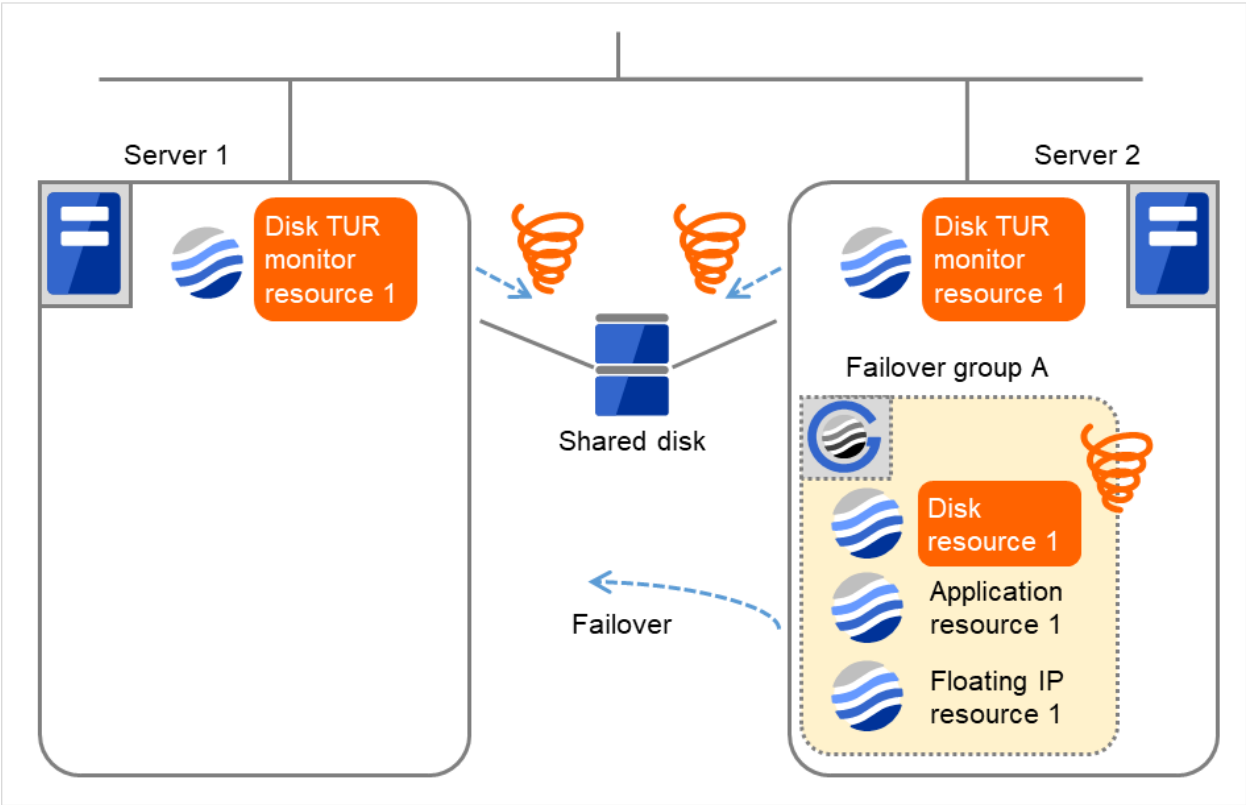 Server 1
Server 2
Disk TUR
monitor
resource 1
Disk TUR
monitor
resource 1
Failover group A
Shared disk
Disk
resource 1
Application
resource 1
Failover
Floating IP
resource 1